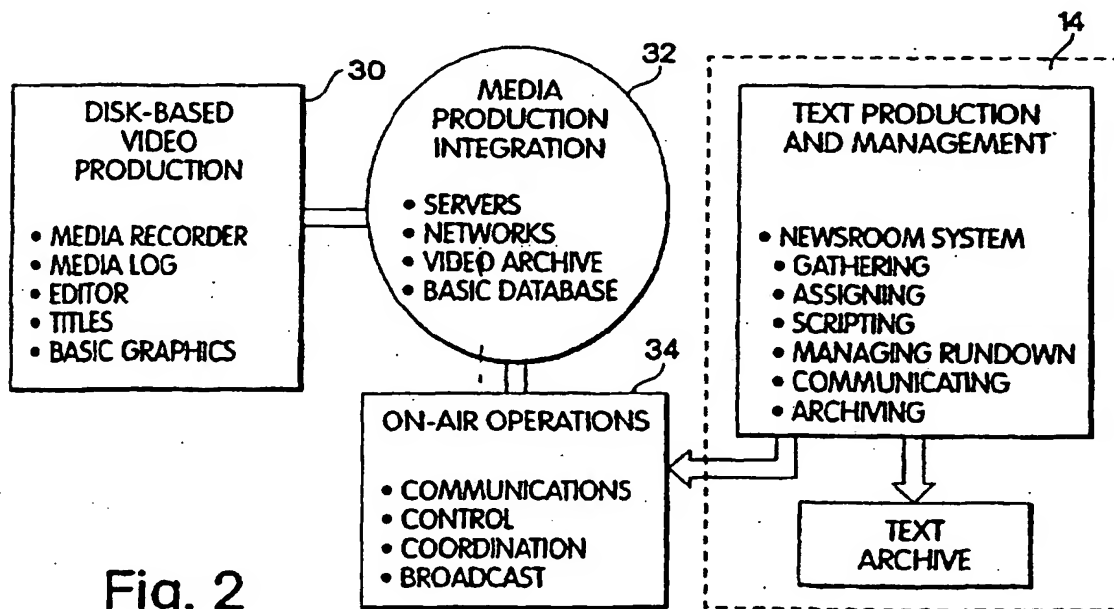 30
DISK-BASED
VIDEO
PRODUCTION
• MEDIA RECORDER
• MEDIA LOG
• EDITOR
• TITLES
• BASIC GRAPHICS
32
MEDIA
PRODUCTION
INTEGRATION
• SERVERS
• NETWORKS
• VIDEO ARCHIVE
• BASIC DATABASE
34
ON-AIR OPERATIONS
• COMMUNICATIONS
• CONTROL
• COORDINATION
• BROADCAST
14
TEXT PRODUCTION
AND MANAGEMENT
• NEWSROOM SYSTEM
• GATHERING
• ASSIGNING
• SCRIPTING
• MANAGING RUNDOWN
• COMMUNICATING
• ARCHIVING
TEXT
ARCHIVE
Fig. 2